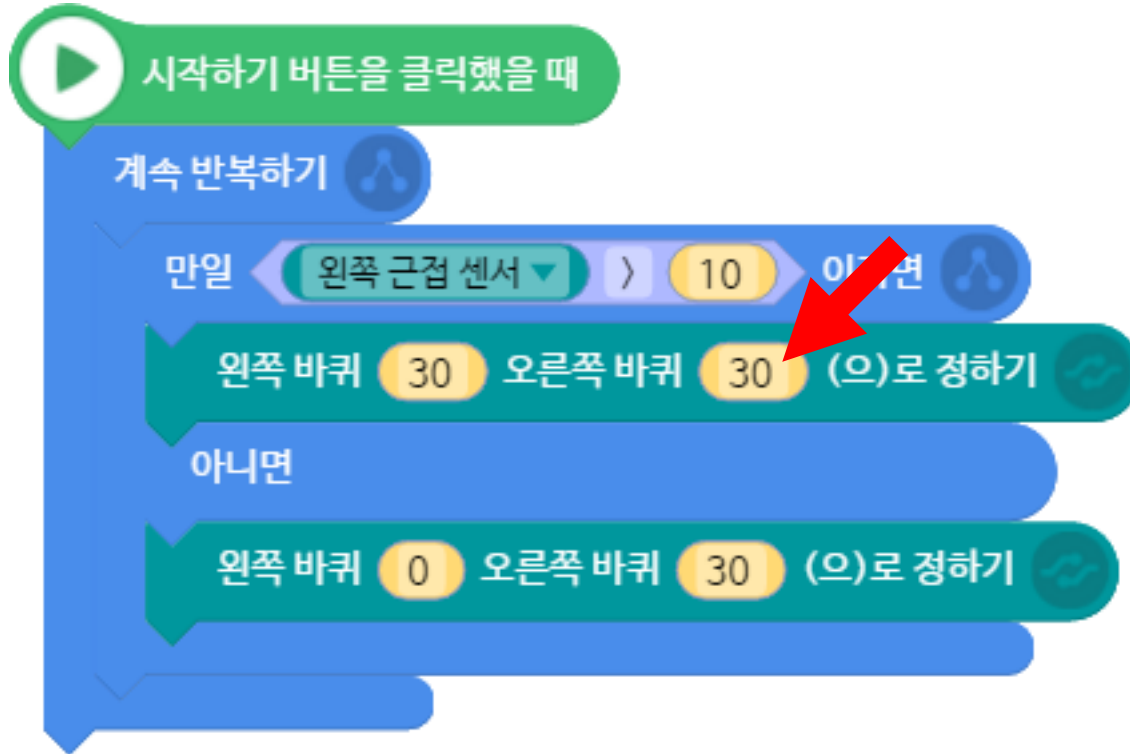 시작하기 버튼을 클릭했을 때
계속 반복하기
만일 왼쪽 근접 센서 > 10
왼쪽 바퀴 30 오른쪽 바퀴 30 (으)로 정하기
아니면
왼쪽 바퀴 0 오른쪽 바퀴 30 (으)로 정하기